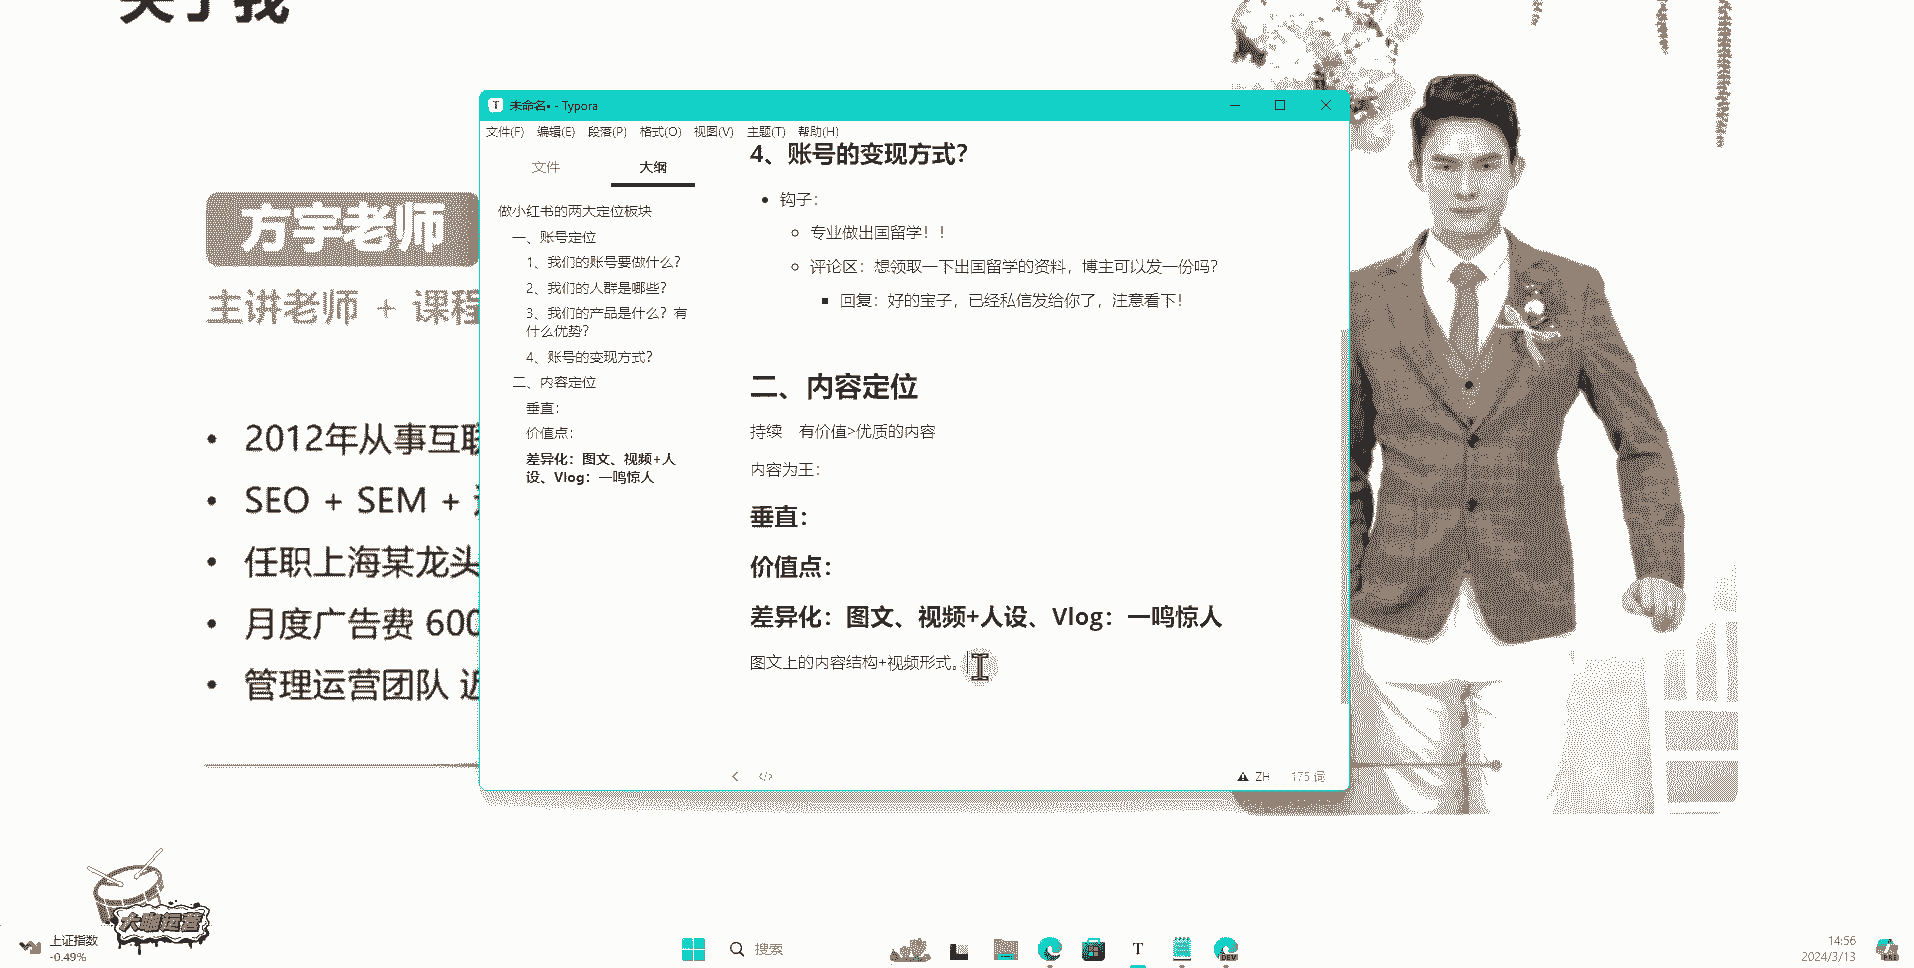 关于我
方宇老师
主讲老师 + 课程
• 2012年从事互联
• SEO + SEM +
• 任职上海某龙头
• 月度广告费 600
• 管理运营团队 近
未命名• - Typora
文件(F) 编辑(E) 段落(P) 格式(O) 视图(V) 主题(T) 帮助(H)
文件 大纲
做小红书的两大定位板块
一、账号定位
1、我们的账号要做什么?
2、我们的人群是哪些?
3、我们的产品是什么? 有
什么优势?
4、账号的变现方式?
二、内容定位
垂直:
价值点:
差异化: 图文、视频+人
设、Vlog: 一鸣惊人
4、账号的变现方式?
钩子:
专业做出国留学! !
评论区: 想领取一下出国留学的资料, 博主可以发一份吗?
回复: 好的宝子, 已经私信发给你了, 注意看下!
二、内容定位
持续 有价值>优质的内容
内容为王:
垂直:
价值点:
差异化: 图文、视频+人设、Vlog: 一鸣惊人
图文上的内容结构+视频形式。
ZH 175 词
大咖运营
上证指数
-0.49%
搜索
T
DEV
14:56
2024/3/13
PRE